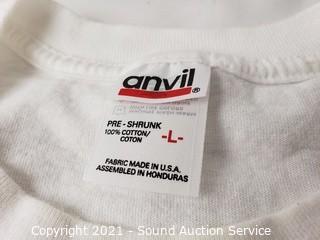 anvil®
PRE-SHRUNK
100% COTTON/
COTON
-L-
FABRIC MADE IN U.S.A.
ASSEMBLED IN HONDURAS
Copyright 2021 - Sound Auction Service